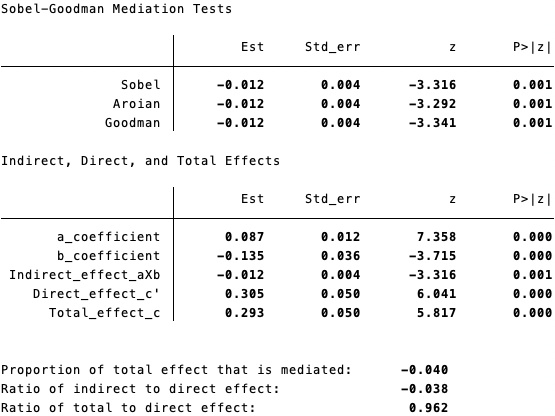 Sobel-Goodman Mediation Tests
Est Std_err z P>|z|
Sobel -0.012 0.004 -3.316 0.001
Aroian -0.012 0.004 -3.292 0.001
Goodman -0.012 0.004 -3.341 0.001
Indirect, Direct, and Total Effects
Est Std_err z P>|z|
a_coefficient 0.087 0.012 7.358 0.000
b_coefficient -0.135 0.036 -3.715 0.000
Indirect_effect_aXb -0.012 0.004 -3.316 0.001
Direct_effect_c' 0.305 0.050 6.041 0.000
Total_effect_c 0.293 0.050 5.817 0.000
Proportion of total effect that is mediated: -0.040
Ratio of indirect to direct effect: -0.038
Ratio of total to direct effect: 0.962